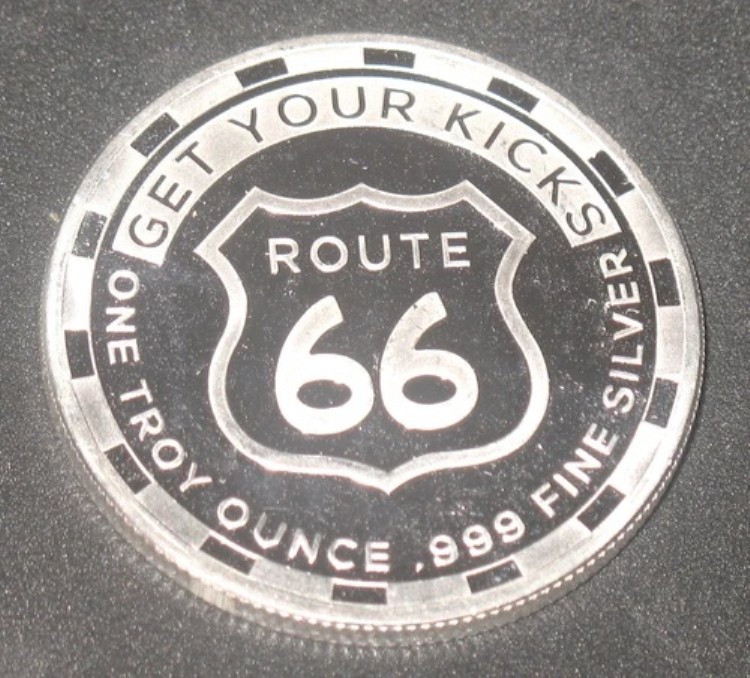 GET YOUR KICKS
ROUTE
66
ONE TROY OUNCE .999 FINE SILVER